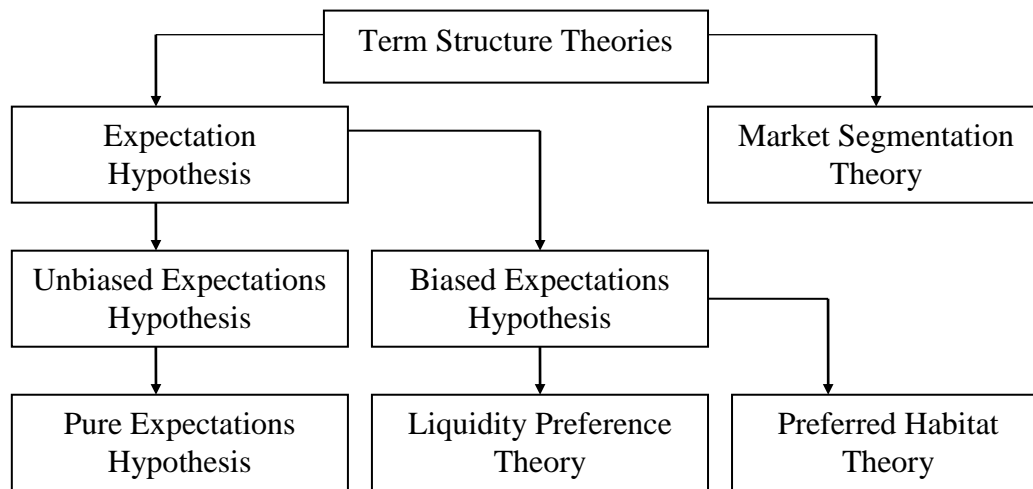 Term Structure Theories
Expectation
Hypothesis
Market Segmentation
Theory
Unbiased Expectations
Hypothesis
Biased Expectations
Hypothesis
Pure Expectations
Hypothesis
Liquidity Preference
Theory
Preferred Habitat
Theory